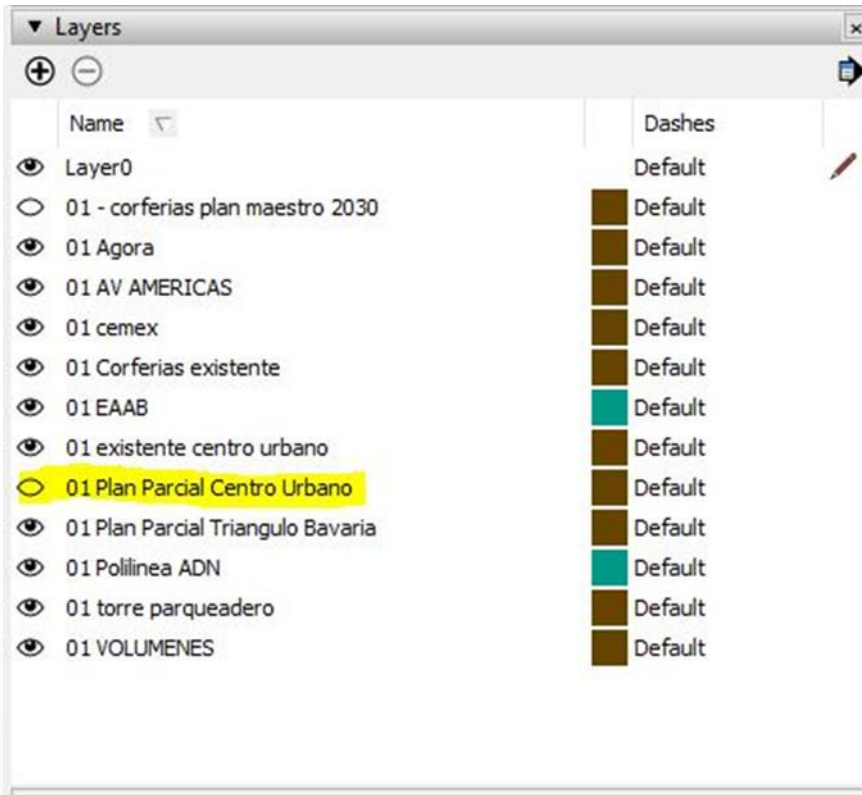 Layers
Name Dashes
Layer0 Default
01 - corferias plan maestro 2030 Default
01 Agora Default
01 AV AMERICAS Default
01 cemex Default
01 Corferias existente Default
01 EAAB Default
01 existente centro urbano Default
01 Plan Parcial Centro Urbano Default
01 Plan Parcial Triangulo Bavaria Default
01 Polilinea ADN Default
01 torre parqueadero Default
01 VOLUMENES Default